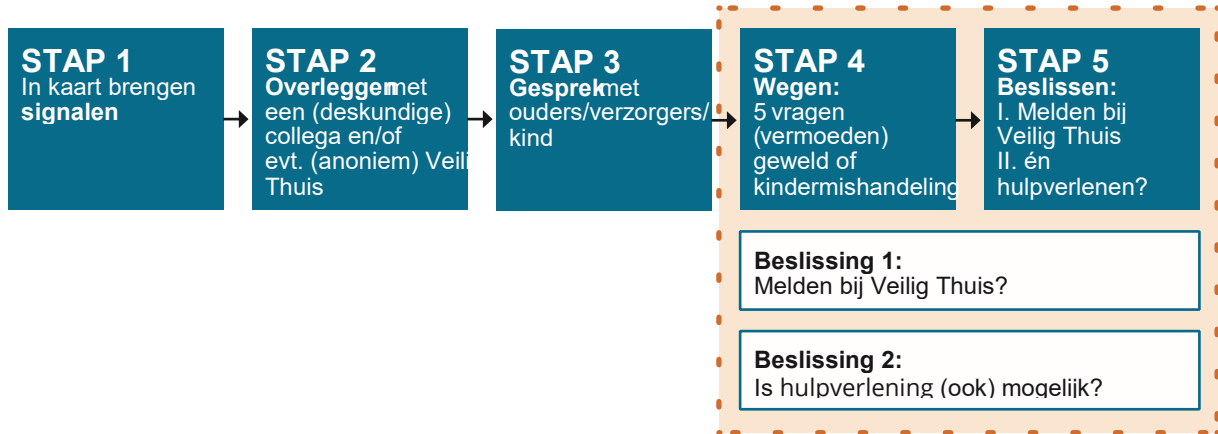 STAP 1
In kaart brengen
signalen
STAP 2
Overleggen met
een (deskundige)
collega en/of
evt. (anoniem) Veili
Thuis
STAP 3
Gesprek met
ouders/verzorgers/
kind
STAP 4
Wegen:
5 vragen
(vermoeden)
geweld of
kindermishandeling
STAP 5
Beslissen:
I. Melden bij
Veilig Thuis
II. én
hulpverlenen?
Beslissing 1:
Melden bij Veilig Thuis?
Beslissing 2:
Is hulpverlening (ook) mogelijk?